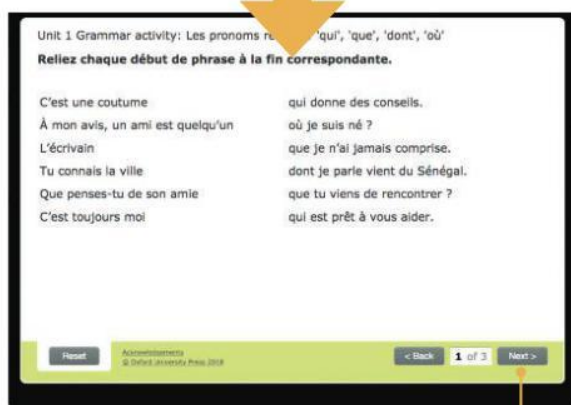 Unit 1 Grammar activity: Les pronoms 'qui', 'que', 'dont', 'où'
Reliez chaque début de phrase à la fin correspondante.
C'est une coutume
À mon avis, un ami est quelqu'un
L'écrivain
Tu connais la ville
Que penses-tu de son amie
C'est toujours moi
qui donne des conseils.
où je suis né ?
que je n'ai jamais comprise.
dont je parle vient du Sénégal.
que tu viens de rencontrer ?
qui est prêt à vous aider.
Reset
Acknowledgements
© Oxford University Press 2018
< Back
1 of 3
Next >